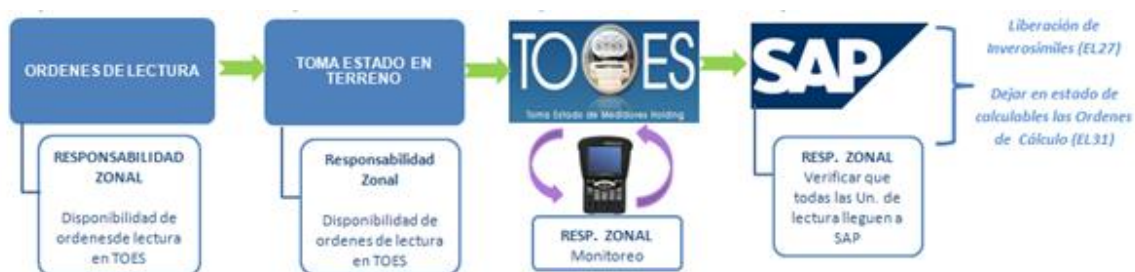 ORDENES DE LECTURA
RESPONSABILIDAD
ZONAL
Disponibilidad de
ordenesde lectura
en TOES
TOMA ESTADO EN
TERRENO
Responsabilidad
Zonal
Disponibilidad de
ordenes de lectura
en TOES
TOES
Toma Estado de Medidores Holding
RESP. ZONAL
Monitoreo
SAP
RESP. ZONAL
Verificar que
todas las Un. de
lectura lleguen a
SAP
Liberación de
Inverosimiles (EL27)
Dejar en estado de
calculables las Ordenes
de Cálculo (EL31)